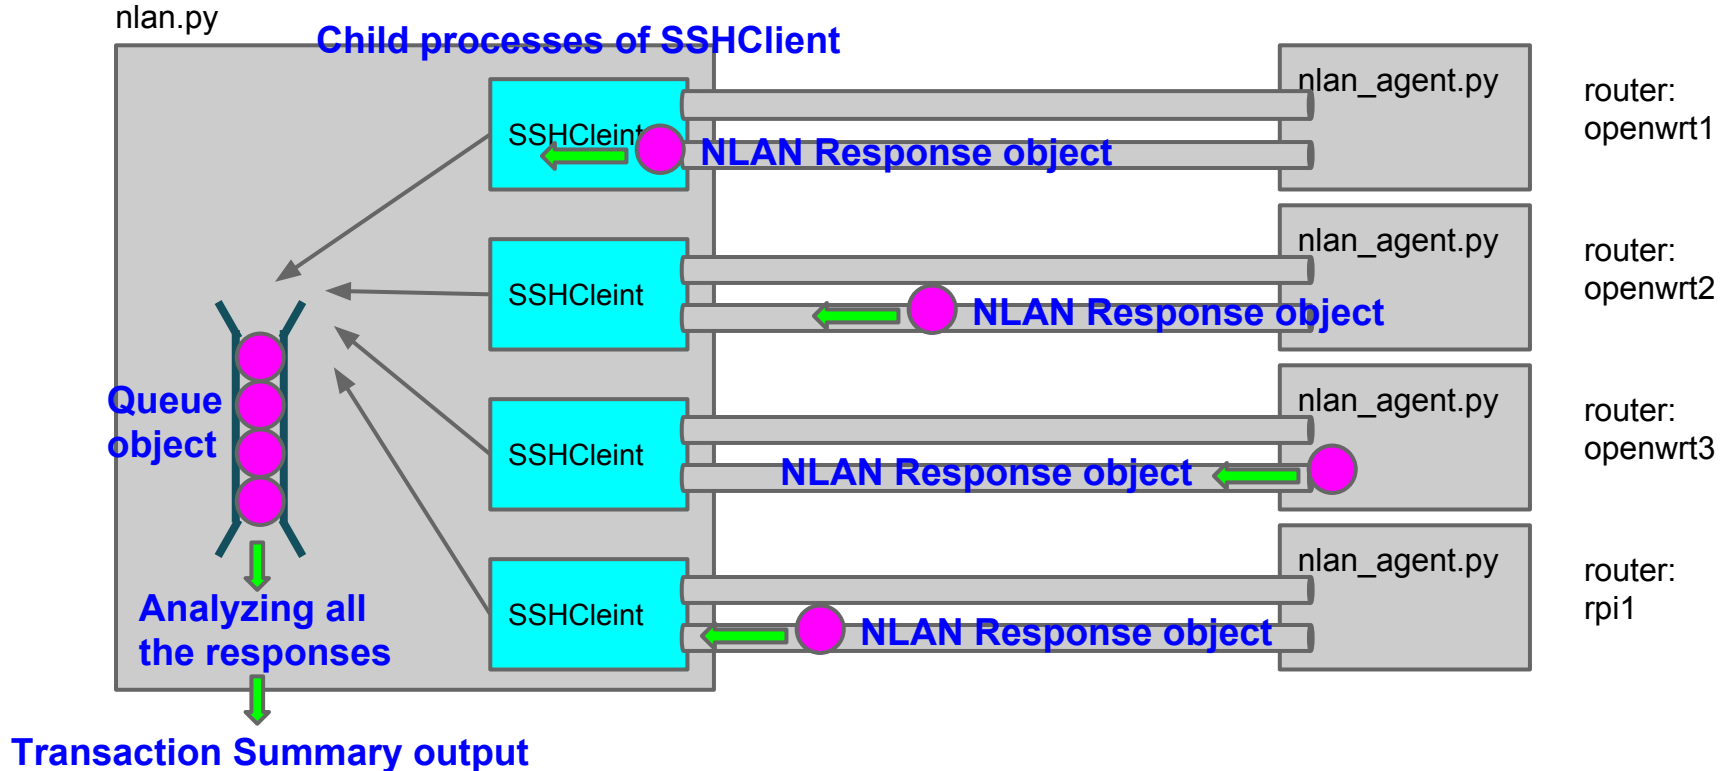 nlan.py
Child processes of SSHClient
SSHCleint
NLAN Response object
nlan_agent.py
router:
openwrt1
SSHCleint
NLAN Response object
nlan_agent.py
router:
openwrt2
Queue
object
SSHCleint
NLAN Response object
nlan_agent.py
router:
openwrt3
SSHCleint
NLAN Response object
nlan_agent.py
router:
rpi1
Analyzing all
the responses
Transaction Summary output